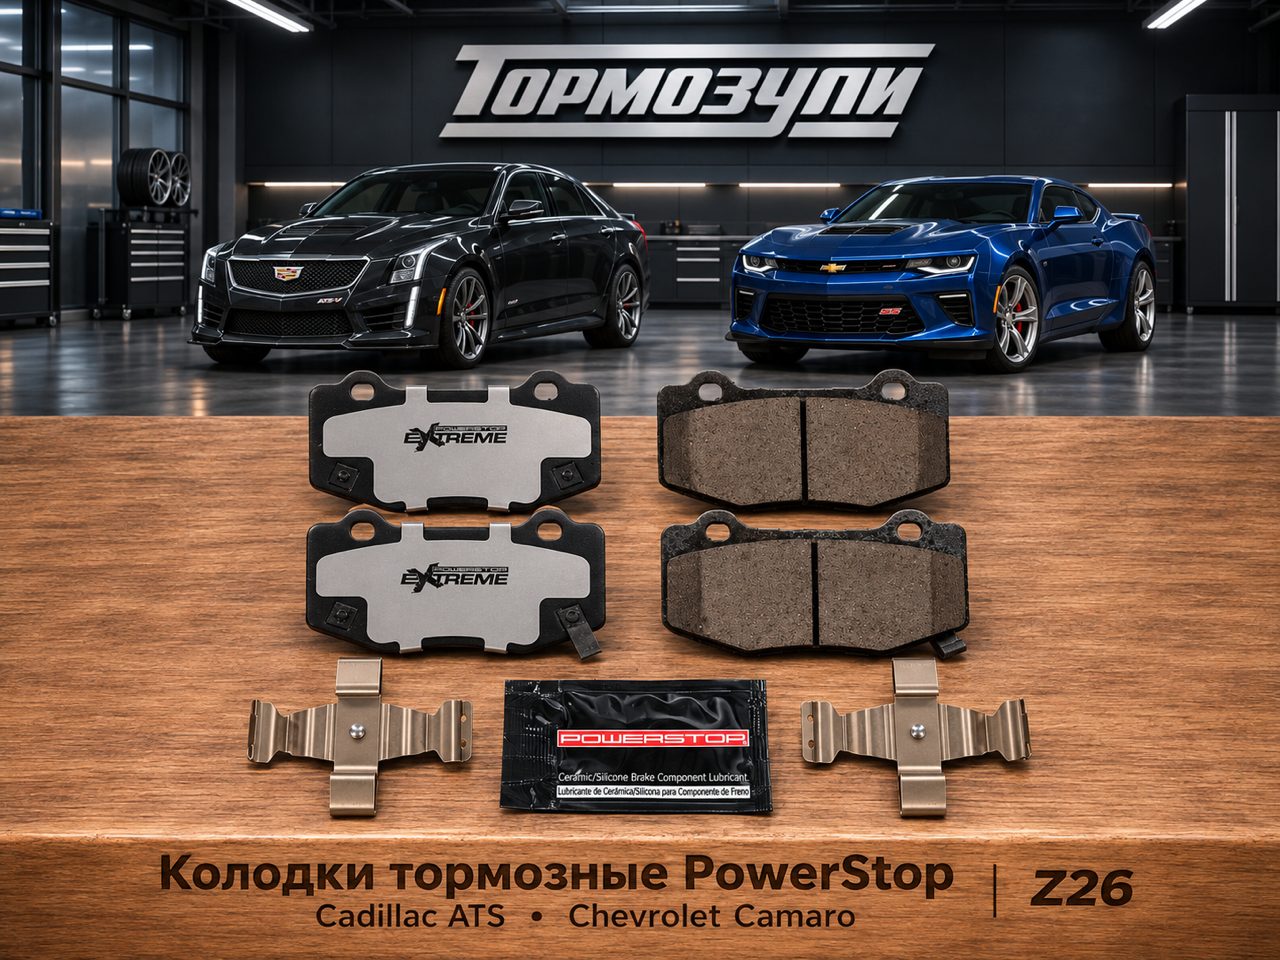 ТОРМОЗУЛИ
ATS-V
SS
POWERSTOP
EXTREME
POWERSTOP
EXTREME
POWERSTOP
Ceramic/Silicone Brake Component Lubricant.
Lubricante de Cerámica/Silicona para Componente de Freno
Колодки тормозные PowerStop | Z26
Cadillac ATS • Chevrolet Camaro